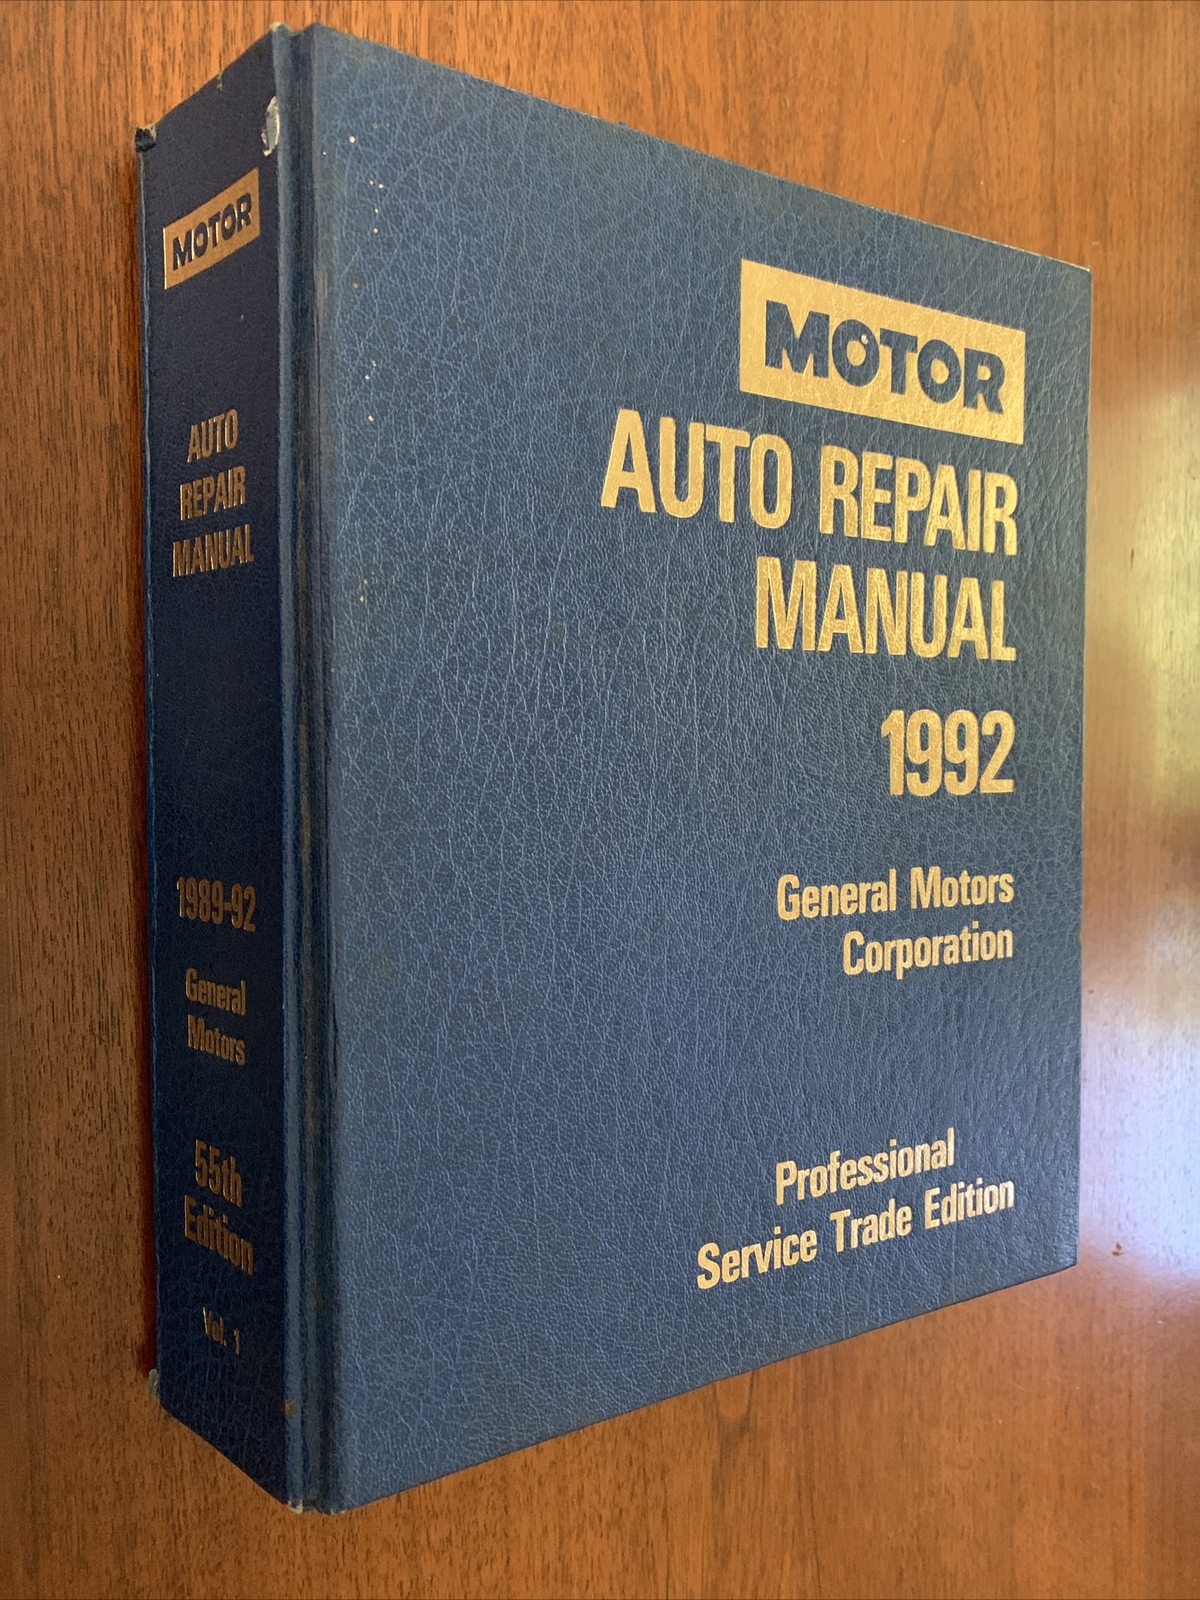 MOTOR
AUTO
REPAIR
MANUAL
1989-92
General
Motors
55th
Edition
Vol. 1
MOTOR
AUTO REPAIR
MANUAL
1992
General Motors
Corporation
Professional
Service Trade Edition